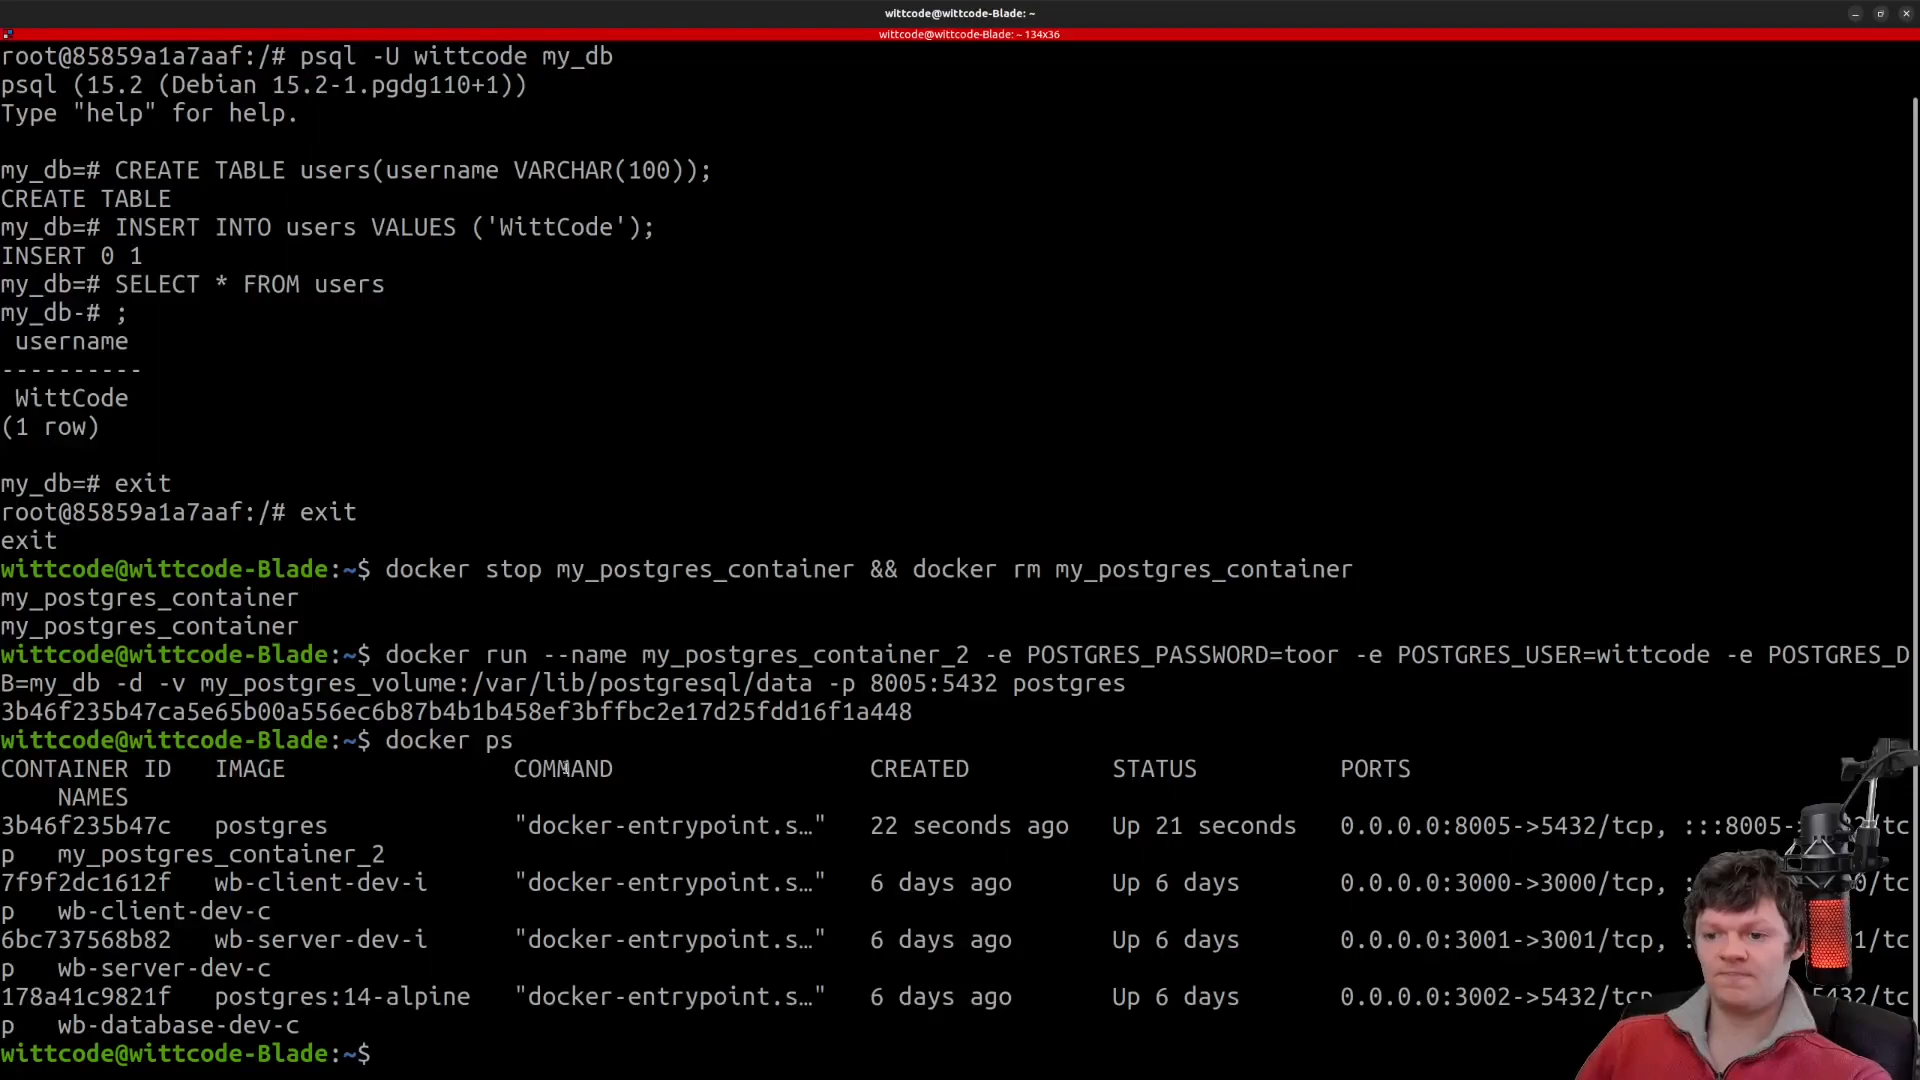 wittcode@wittcode-Blade: ~
wittcode@wittcode-Blade: ~ 134x36
root@85859a1a7aaf:/# psql -U wittcode my_db
psql (15.2 (Debian 15.2-1.pgdg110+1))
Type "help" for help.
my_db=# CREATE TABLE users(username VARCHAR(100));
CREATE TABLE
my_db=# INSERT INTO users VALUES ('WittCode');
INSERT 0 1
my_db=# SELECT * FROM users
my_db-# ;
username
----------
WittCode
(1 row)
my_db=# exit
root@85859a1a7aaf:/# exit
exit
wittcode@wittcode-Blade:~$ docker stop my_postgres_container && docker rm my_postgres_container
my_postgres_container
my_postgres_container
wittcode@wittcode-Blade:~$ docker run --name my_postgres_container_2 -e POSTGRES_PASSWORD=toor -e POSTGRES_USER=wittcode -e POSTGRES_D
B=my_db -d -v my_postgres_volume:/var/lib/postgresql/data -p 8005:5432 postgres
3b46f235b47ca5e65b00a556ec6b87b4b1b458ef3bffbc2e17d25fdd16f1a448
wittcode@wittcode-Blade:~$ docker ps
CONTAINER ID IMAGE COMMAND CREATED STATUS PORTS
NAMES
3b46f235b47c postgres "docker-entrypoint.s…" 22 seconds ago Up 21 seconds 0.0.0.0:8005->5432/tcp, :::8005-
p my_postgres_container_2
7f9f2dc1612f wb-client-dev-i "docker-entrypoint.s…" 6 days ago Up 6 days 0.0.0.0:3000->3000/tcp,
p wb-client-dev-c
6bc737568b82 wb-server-dev-i "docker-entrypoint.s…" 6 days ago Up 6 days 0.0.0.0:3001->3001/tcp,
p wb-server-dev-c
178a41c9821f postgres:14-alpine "docker-entrypoint.s…" 6 days ago Up 6 days 0.0.0.0:3002->5432/tcp
p wb-database-dev-c
wittcode@wittcode-Blade:~$